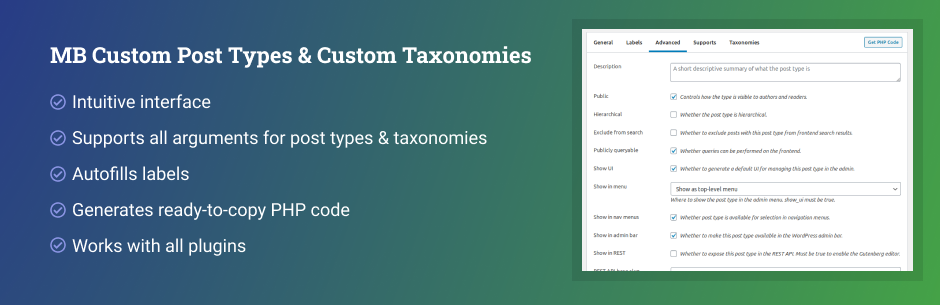 MB Custom Post Types & Custom Taxonomies
Intuitive interface
Supports all arguments for post types & taxonomies
Autofills labels
Generates ready-to-copy PHP code
Works with all plugins
General Labels Advanced Supports Taxonomies Get PHP Code
Description A short descriptive summary of what the post type is
Public Controls how the type is visible to authors and readers.
Hierarchical Whether the post type is hierarchical.
Exclude from search Whether to exclude posts with this post type from frontend search results.
Publicly queryable Whether queries can be performed on the frontend.
Show UI Whether to generate a default UI for managing this post type in the admin.
Show in menu Show as top-level menu
Where to show the post type in the admin menu. show_ui must be true.
Show in nav menus Whether post type is available for selection in navigation menus.
Show in admin bar Whether to make this post type available in the WordPress admin bar.
Show in REST Whether to expose this post type in the REST API. Must be true to enable the Gutenberg editor.